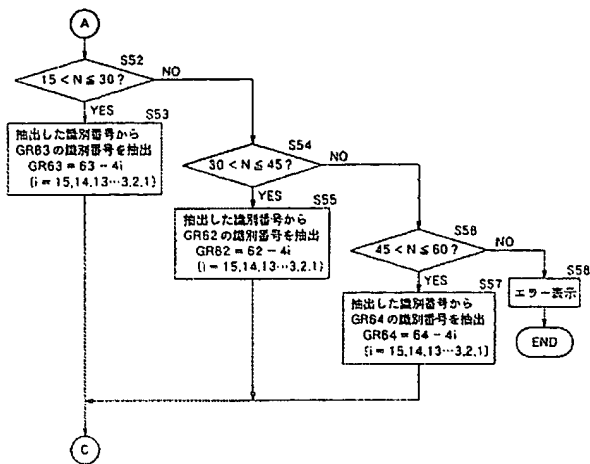 A
S52
15<N≦30?
NO
YES
S53
抽出した識別番号から
GR63の識別番号を抽出
GR63=63-4i
(i=15,14,13…3,2,1)
S54
30<N≦45?
NO
YES
S55
抽出した識別番号から
GR62の識別番号を抽出
GR62=62-4i
(i=15,14,13…3,2,1)
S56
45<N≦60?
NO
YES
S57
抽出した識別番号から
GR64の識別番号を抽出
GR64=64-4i
(i=15,14,13…3,2,1)
S58
エラー表示
END
C